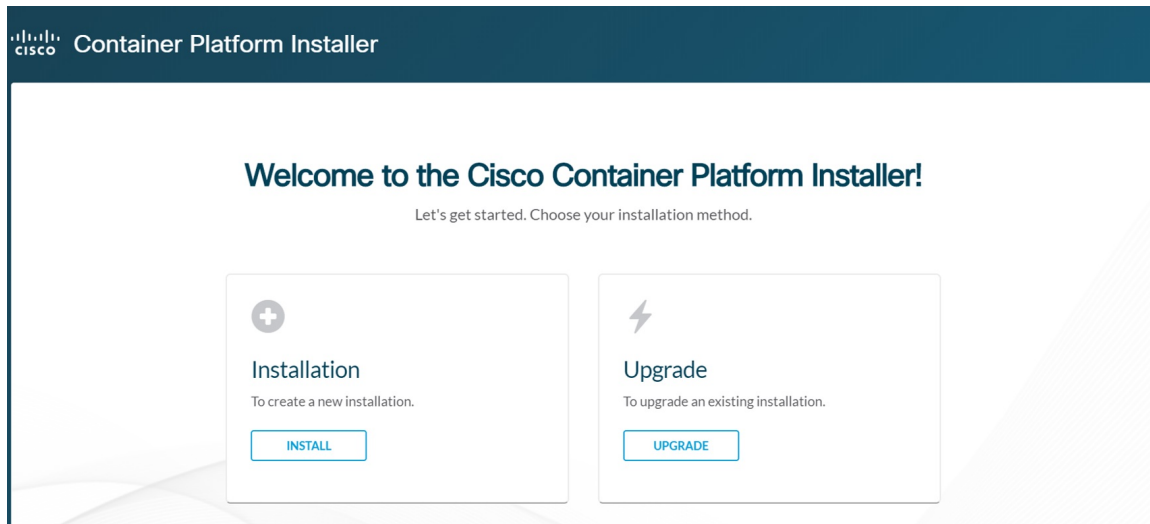 cisco Container Platform Installer
Welcome to the Cisco Container Platform Installer!
Let's get started. Choose your installation method.
Installation
To create a new installation.
INSTALL
Upgrade
To upgrade an existing installation.
UPGRADE